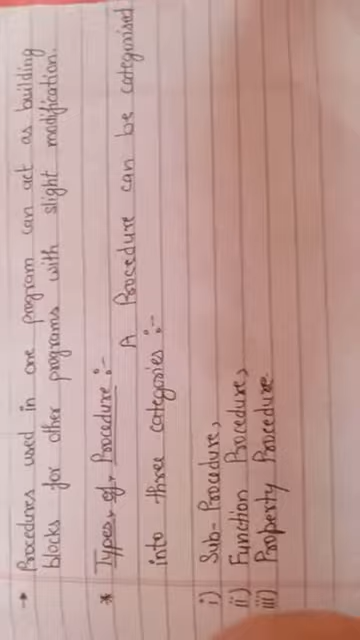 → Procedures used in one program can act as building
blocks for other programs with slight modification.
* Types of Procedure :-
A Procedure can be categorised
into three categories :-
i) Sub-Procedure,
ii) Function Procedure,
iii) Property Procedure.